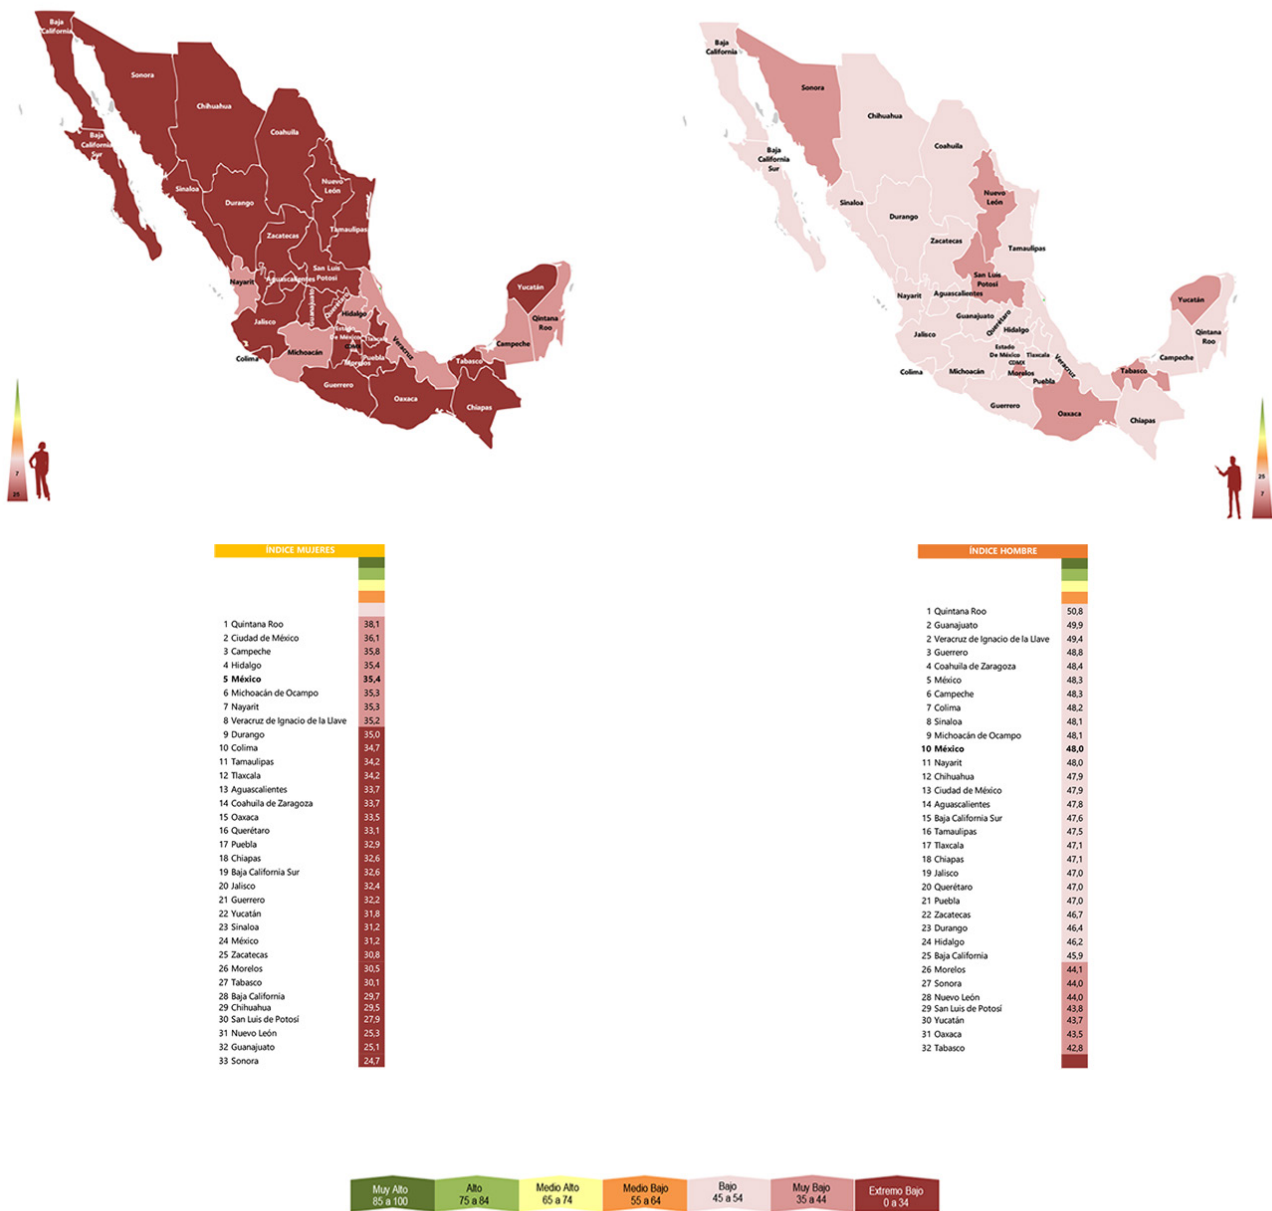 Baja
California
Sonora
Chihuahua
Coahuila
Baja
California
Sur
Sinaloa
Durango
Nuevo
León
Zacatecas
Tamaulipas
San Luis
Potosi
Nayarit
Aguascalientes
Guanajuato
Querétaro
Hidalgo
Jalisco
Estado
De México
CDMX
Tlaxcala
Colima
Michoacán
Morelos
Puebla
Veracruz
Guerrero
Oaxaca
Tabasco
Chiapas
Campeche
Yucatán
Qintana
Roo
7
25
Baja
California
Sonora
Chihuahua
Coahuila
Baja
California
Sur
Sinaloa
Durango
Nuevo
León
Zacatecas
Tamaulipas
San Luis
Potosi
Nayarit
Aguascalientes
Guanajuato
Querétaro
Hidalgo
Jalisco
Estado
De México
CDMX
Tlaxcala
Colima
Michoacán
Morelos
Puebla
Veracruz
Guerrero
Oaxaca
Tabasco
Chiapas
Campeche
Yucatán
Qintana
Roo
25
7
ÍNDICE MUJERES
1 Quintana Roo 38,1
2 Ciudad de México 36,1
3 Campeche 35,8
4 Hidalgo 35,4
5 México 35,4
6 Michoacán de Ocampo 35,3
7 Nayarit 35,3
8 Veracruz de Ignacio de la Llave 35,2
9 Durango 35,0
10 Colima 34,7
11 Tamaulipas 34,2
12 Tlaxcala 34,2
13 Aguascalientes 33,7
14 Coahuila de Zaragoza 33,7
15 Oaxaca 33,5
16 Querétaro 33,1
17 Puebla 32,9
18 Chiapas 32,6
19 Baja California Sur 32,6
20 Jalisco 32,4
21 Guerrero 32,2
22 Yucatán 31,8
23 Sinaloa 31,2
24 México 31,2
25 Zacatecas 30,8
26 Morelos 30,5
27 Tabasco 30,1
28 Baja California 29,7
29 Chihuahua 29,5
30 San Luis de Potosí 27,9
31 Nuevo León 25,3
32 Guanajuato 25,1
33 Sonora 24,7
ÍNDICE HOMBRE
1 Quintana Roo 50,8
2 Guanajuato 49,9
2 Veracruz de Ignacio de la Llave 49,4
3 Guerrero 48,8
4 Coahuila de Zaragoza 48,4
5 México 48,3
6 Campeche 48,3
7 Colima 48,2
8 Sinaloa 48,1
9 Michoacán de Ocampo 48,1
10 México 48,0
11 Nayarit 48,0
12 Chihuahua 47,9
13 Ciudad de México 47,9
14 Aguascalientes 47,8
15 Baja California Sur 47,6
16 Tamaulipas 47,5
17 Tlaxcala 47,1
18 Chiapas 47,1
19 Jalisco 47,0
20 Querétaro 47,0
21 Puebla 47,0
22 Zacatecas 46,7
23 Durango 46,4
24 Hidalgo 46,2
25 Baja California 45,9
26 Morelos 44,1
27 Sonora 44,0
28 Nuevo León 44,0
29 San Luis de Potosí 43,8
30 Yucatán 43,7
31 Oaxaca 43,5
32 Tabasco 42,8
Muy Alto
85 a 100
Alto
75 a 84
Medio Alto
65 a 74
Medio Bajo
55 a 64
Bajo
45 a 54
Muy Bajo
35 a 44
Extremo Bajo
0 a 34